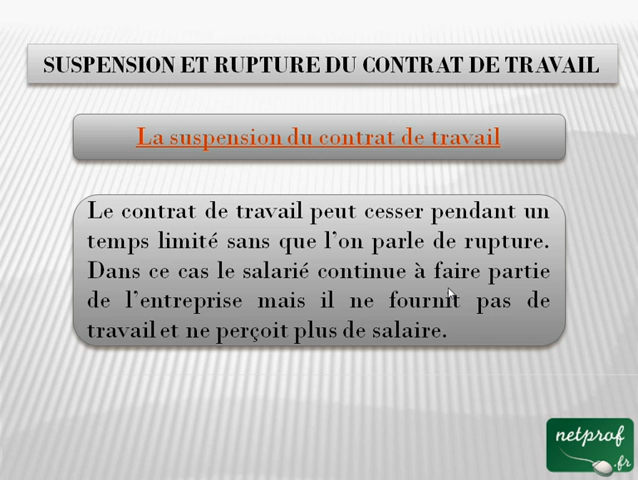 SUSPENSION ET RUPTURE DU CONTRAT DE TRAVAIL
La suspension du contrat de travail
Le contrat de travail peut cesser pendant un
temps limité sans que l'on parle de rupture.
Dans ce cas le salarié continue à faire partie
de l'entreprise mais il ne fournit pas de
travail et ne perçoit plus de salaire.
netprof
.fr